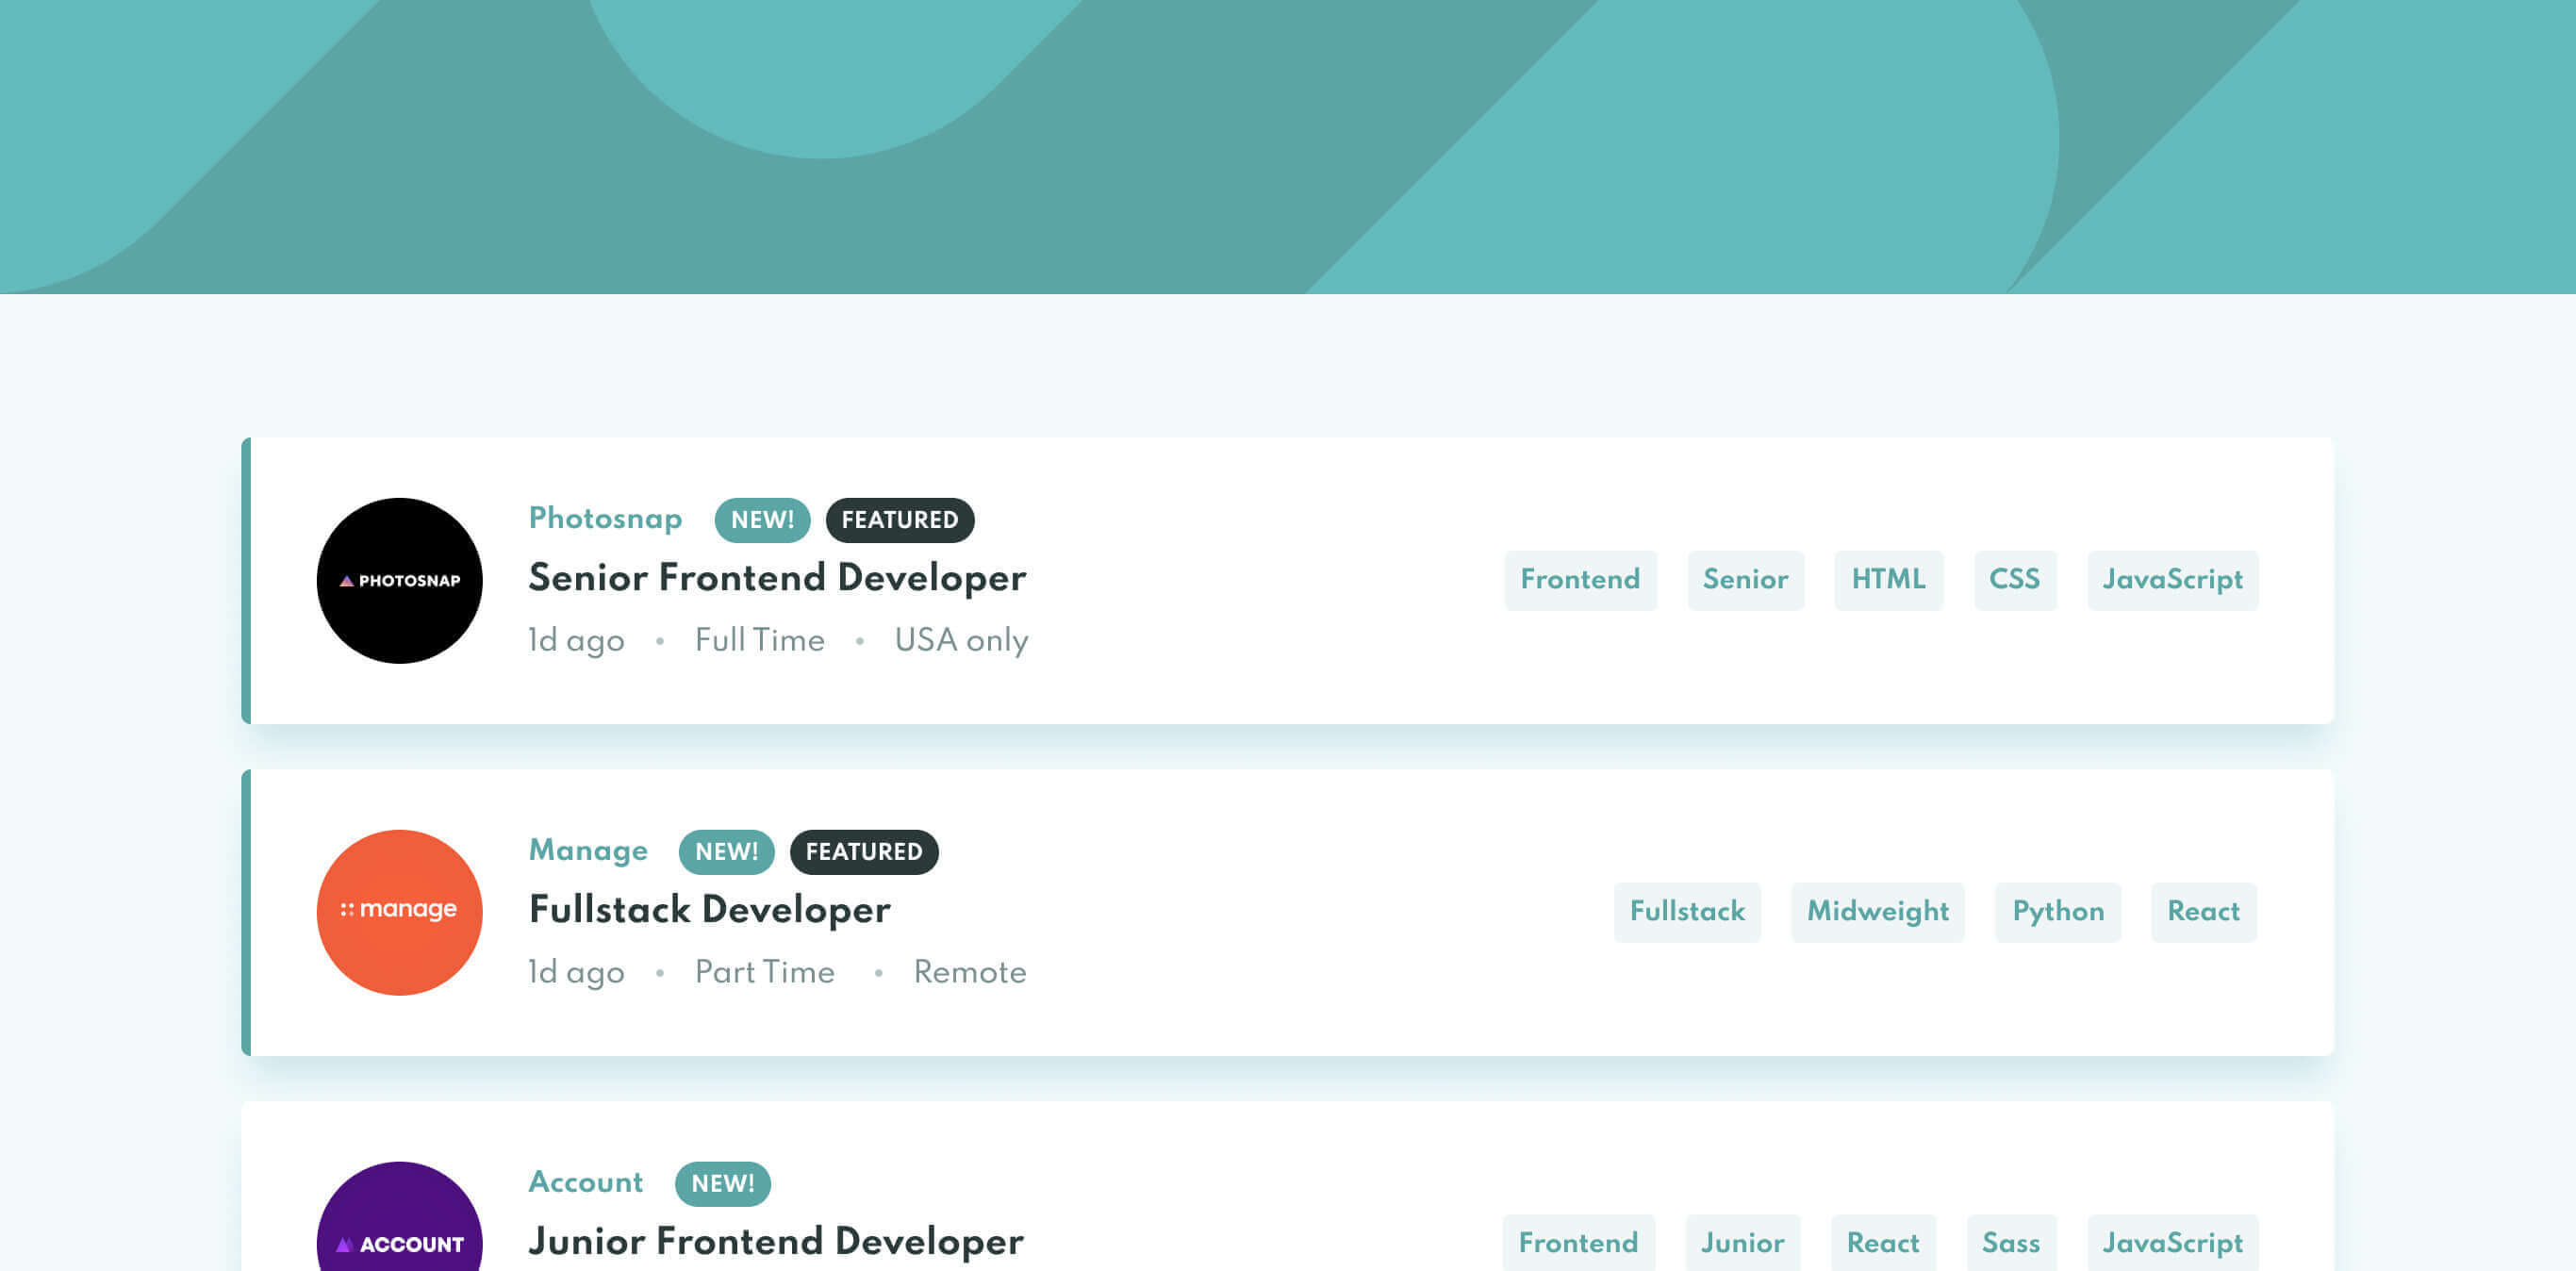 PHOTOSNAP
Photosnap NEW! FEATURED
Senior Frontend Developer
1d ago • Full Time • USA only
Frontend Senior HTML CSS JavaScript
manage
Manage NEW! FEATURED
Fullstack Developer
1d ago • Part Time • Remote
Fullstack Midweight Python React
ACCOUNT
Account NEW!
Junior Frontend Developer
Frontend Junior React Sass JavaScript